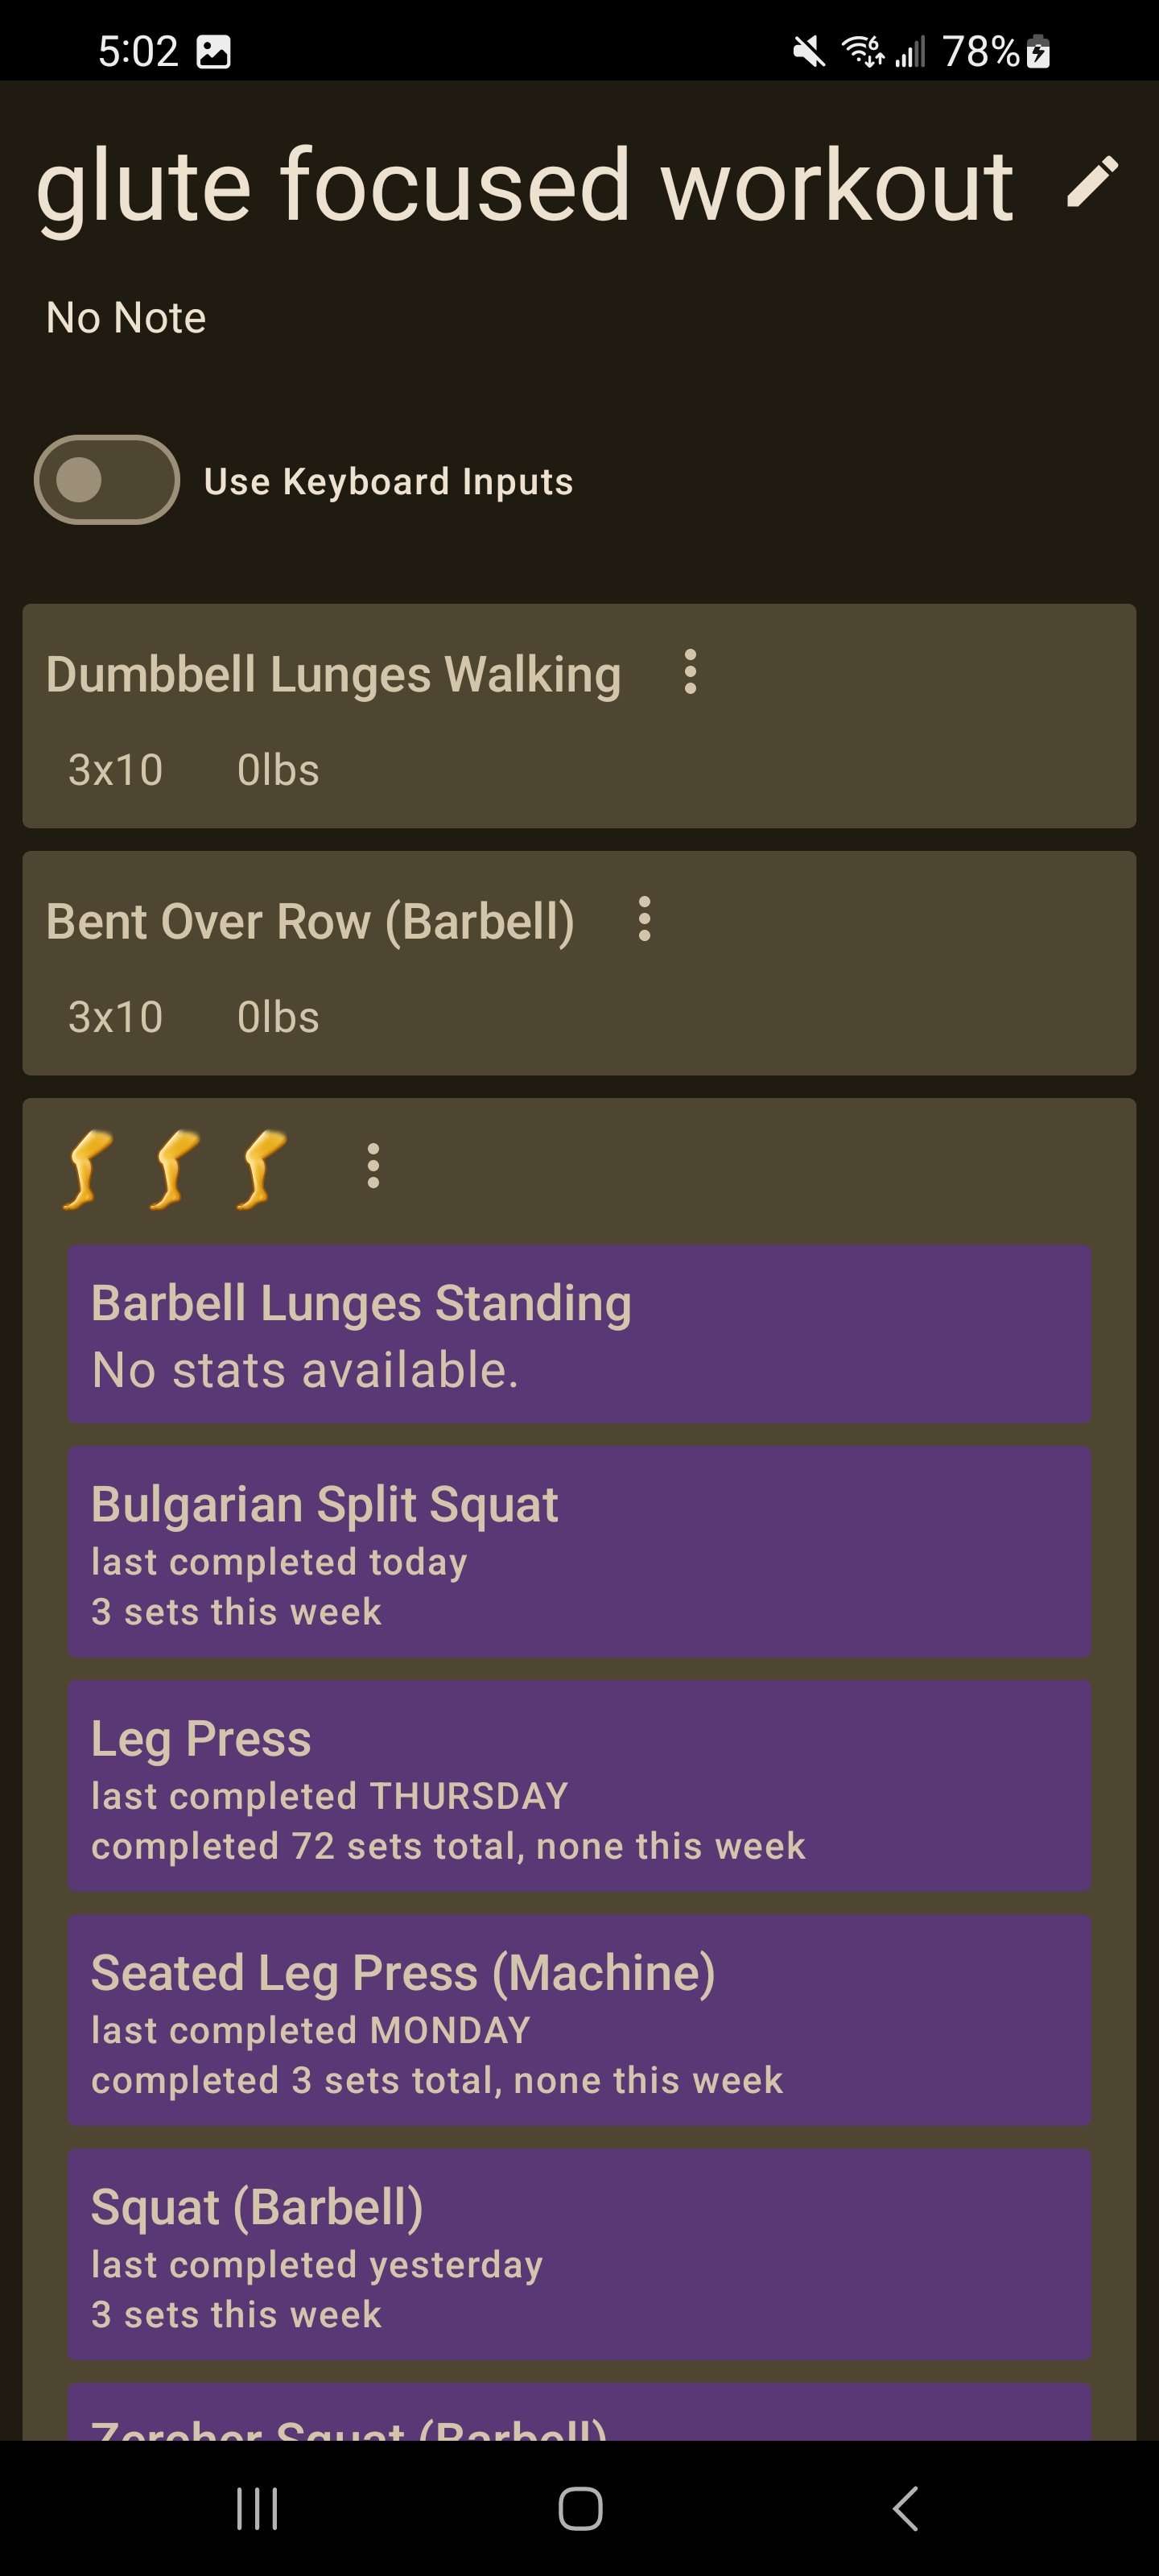 5:02
78%
glute focused workout
No Note
Use Keyboard Inputs
Dumbbell Lunges Walking
3x10 0lbs
Bent Over Row (Barbell)
3x10 0lbs
🦵🦵🦵
Barbell Lunges Standing
No stats available.
Bulgarian Split Squat
last completed today
3 sets this week
Leg Press
last completed THURSDAY
completed 72 sets total, none this week
Seated Leg Press (Machine)
last completed MONDAY
completed 3 sets total, none this week
Squat (Barbell)
last completed yesterday
3 sets this week
Zercher Squat (Barbell)